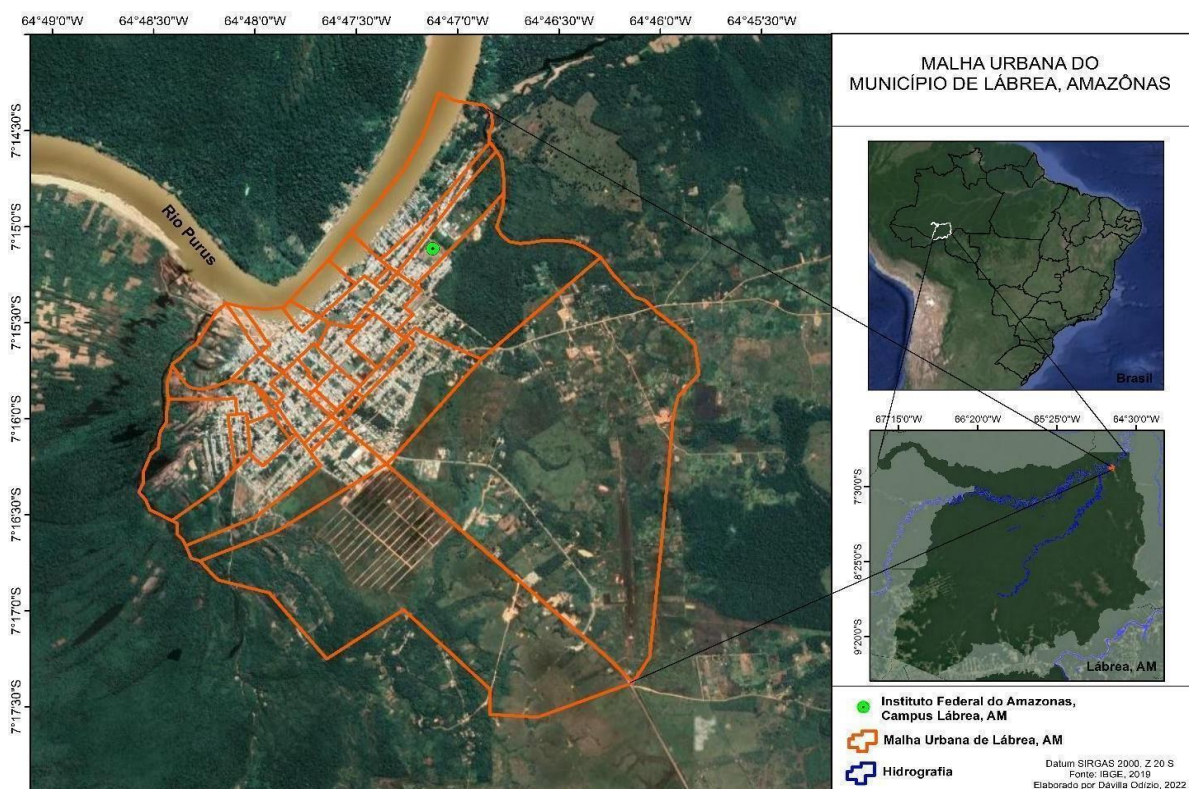 64°49'0"W 64°48'30"W 64°48'0"W 64°47'30"W 64°47'0"W 64°46'30"W 64°46'0"W 64°45'30"W
7°14'30"S
7°15'0"S
7°15'30"S
7°16'0"S
7°16'30"S
7°17'0"S
7°17'30"S
Rio Purus
MALHA URBANA DO
MUNICÍPIO DE LÁBREA, AMAZÔNAS
Brasil
67°15'0"W 66°20'0"W 65°25'0"W 64°30'0"W
7°30'0"S
8°25'0"S
9°20'0"S
Lábrea, AM
Instituto Federal do Amazonas,
Campus Lábrea, AM
Malha Urbana de Lábrea, AM
Hidrografia
Datum SIRGAS 2000. Z 20 S
Fonte: IBGE, 2019
Elaborado por Dávilla Odízio, 2022